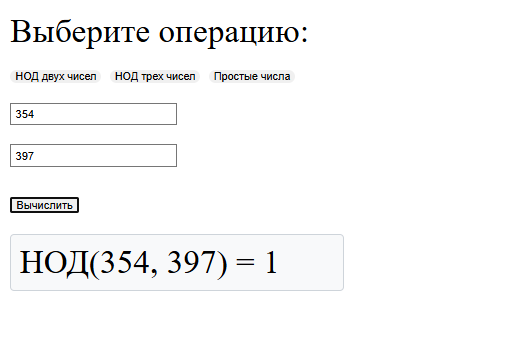 Выберите операцию:
НОД двух чисел НОД трех чисел Простые числа
354
397
Вычислить
НОД(354, 397) = 1